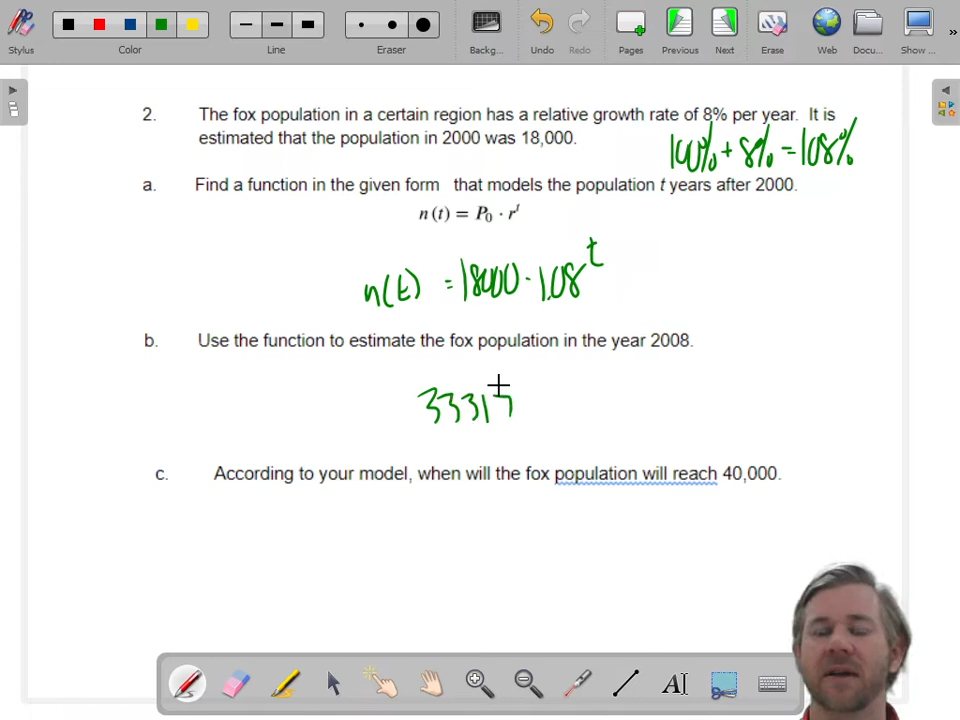 Stylus
Color
Line
Eraser
Backg...
Undo
Redo
Pages
Previous
Next
Erase
Web
Docu...
Show ...
»
2. The fox population in a certain region has a relative growth rate of 8% per year. It is
estimated that the population in 2000 was 18,000.
100% + 8% = 108%
a. Find a function in the given form that models the population t years after 2000.
n(t) = P₀ · rᵗ
n(t) = 18000 · 1.08ᵗ
b. Use the function to estimate the fox population in the year 2008.
3331
c. According to your model, when will the fox population will reach 40,000.
A